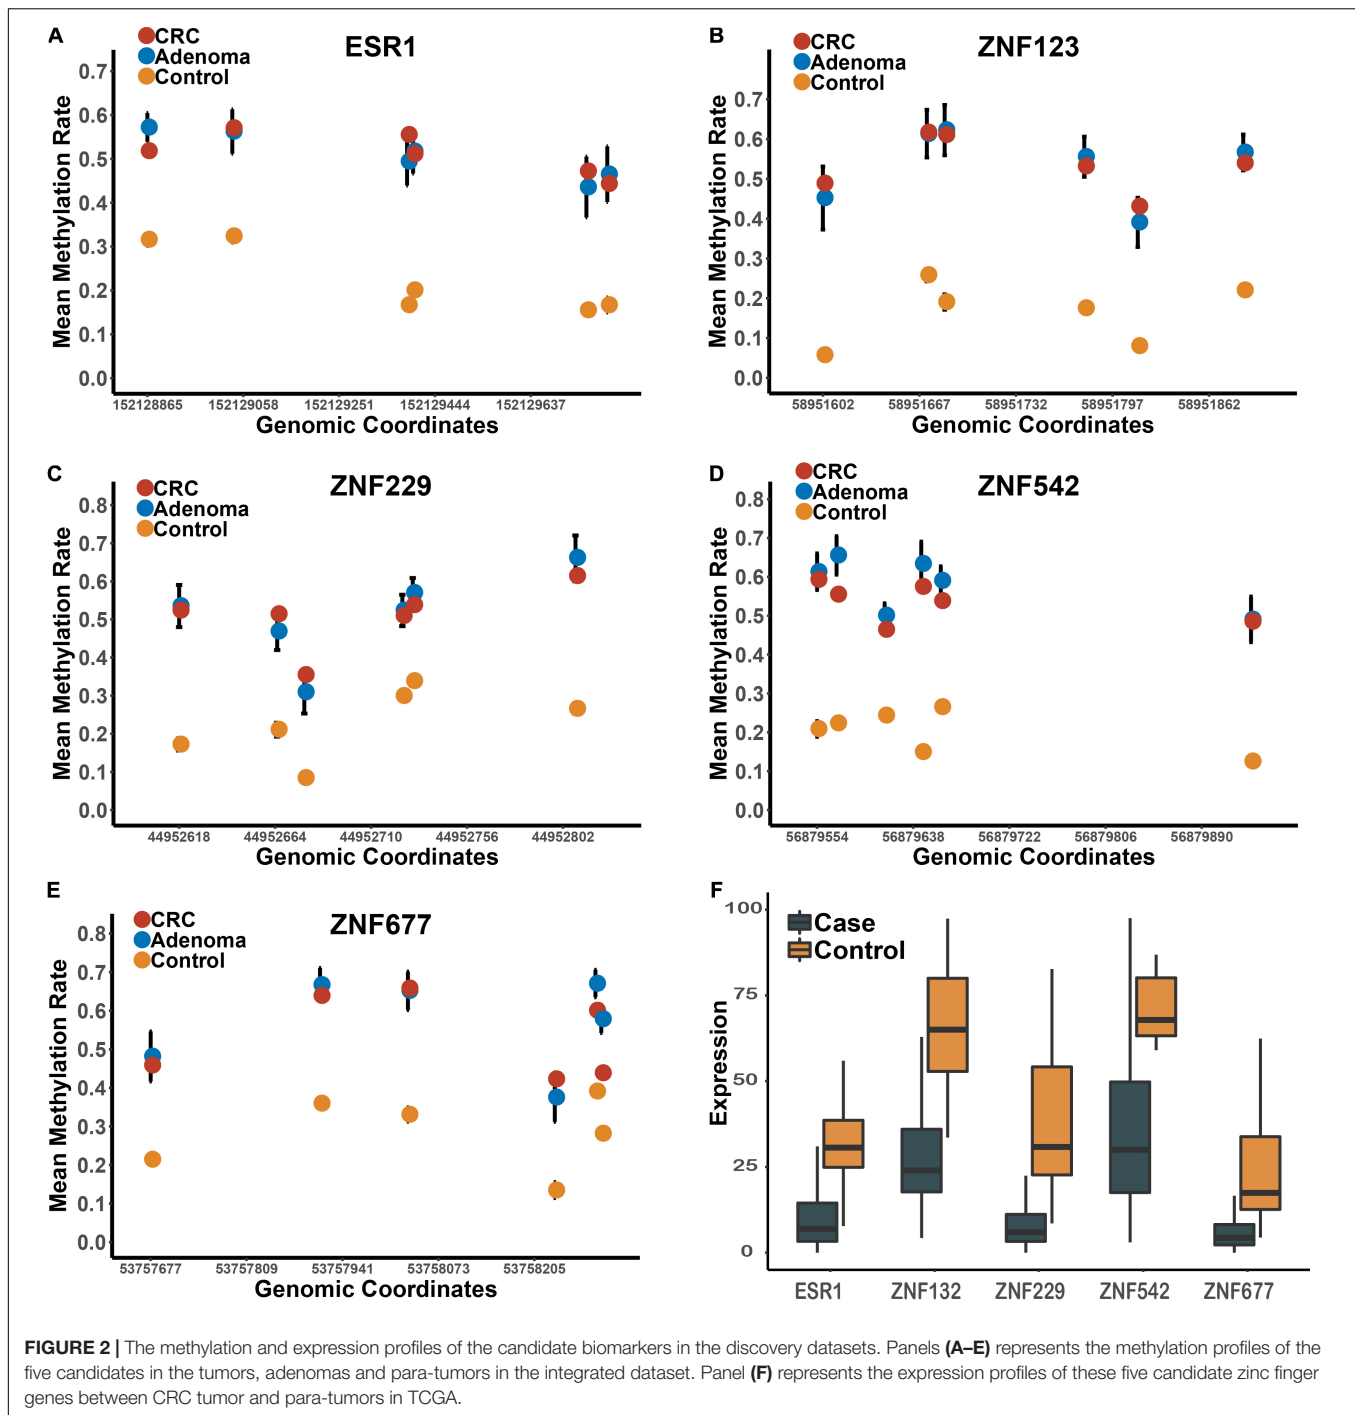 A
ESR1
CRC
Adenoma
Control
Mean Methylation Rate
0.7
0.6
0.5
0.4
0.3
0.2
0.1
0.0
152128865 152129058 152129251 152129444 152129637
Genomic Coordinates
B
ZNF123
CRC
Adenoma
Control
Mean Methylation Rate
0.7
0.6
0.5
0.4
0.3
0.2
0.1
0.0
58951602 58951667 58951732 58951797 58951862
Genomic Coordinates
C
ZNF229
CRC
Adenoma
Control
Mean Methylation Rate
0.8
0.7
0.6
0.5
0.4
0.3
0.2
0.1
0.0
44952618 44952664 44952710 44952756 44952802
Genomic Coordinates
D
ZNF542
CRC
Adenoma
Control
Mean Methylation Rate
0.8
0.7
0.6
0.5
0.4
0.3
0.2
0.1
0.0
56879554 56879638 56879722 56879806 56879890
Genomic Coordinates
E
ZNF677
CRC
Adenoma
Control
Mean Methylation Rate
0.8
0.7
0.6
0.5
0.4
0.3
0.2
0.1
0.0
53757677 53757809 53757941 53758073 53758205
Genomic Coordinates
F
Case
Control
Expression
100
75
50
25
0
ESR1 ZNF132 ZNF229 ZNF542 ZNF677
FIGURE 2 | The methylation and expression profiles of the candidate biomarkers in the discovery datasets. Panels (A–E) represents the methylation profiles of the
five candidates in the tumors, adenomas and para-tumors in the integrated dataset. Panel (F) represents the expression profiles of these five candidate zinc finger
genes between CRC tumor and para-tumors in TCGA.